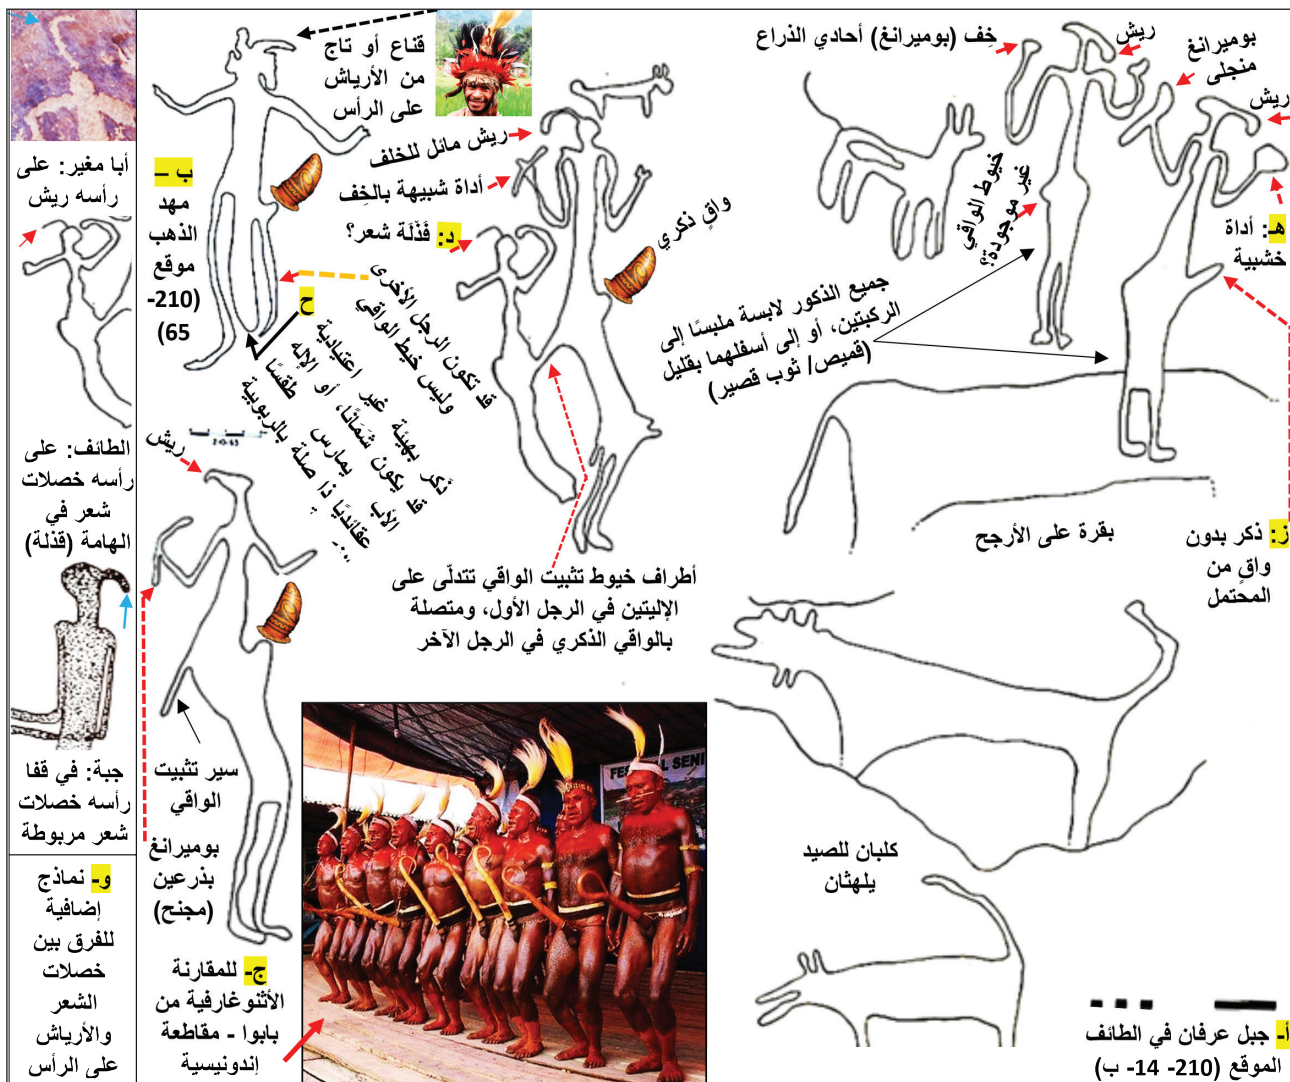 خِف (بوميرانغ) أحادي الذراع
ريش
بوميرانغ
منجلى
ريش
خيوط الواقي
غير موجودة؟
هـ: أداة
خشبية
جميع الذكور لابسة ملبسًا إلى
الركبتين، أو إلى أسفلهما بقليل
(قميص/ ثوب قصير)
ز: ذكر بدون
واقٍ من
المحتمل
بقرة على الأرجح
كلبان للصيد
يلهثان
أ- جبل عرفان في الطائف
الموقع (210- 14- ب)
قناع أو تاج
من الأرياش
على الرأس
ريش مائل للخلف
أداة شبيهة بالخِف
د: قَذْلَة شعر؟
واقٍ ذكري
ب –
مهد
الذهب
موقع
(210-
65)
قد تكون الرجل الأخرى
وليس خيط الواقي
ح
ذكر بهيئة غير اعتيادية
قد يكون شَمَانًا، أو الإله
الأب يمارس طقسًا
عقائديًا ذا صلة بالربوبية
210-65
ريش
أطراف خيوط تثبيت الواقي تتدلّى على
الإليتين في الرجل الأول، ومتصلة
بالواقي الذكري في الرجل الآخر
سير تثبيت
الواقي
بوميرانغ
بذرعين
(مجنح)
FESTIVAL SENI
ج- للمقارنة
الأثنوغارفية من
بابوا - مقاطعة
إندونيسية
أبا مغير: على
رأسه ريش
الطائف: على
رأسه خصلات
شعر في
الهامة (قذلة)
جبة: في قفا
رأسه خصلات
شعر مربوطة
و- نماذج
إضافية
للفرق بين
خصلات
الشعر
والأرياش
على الرأس